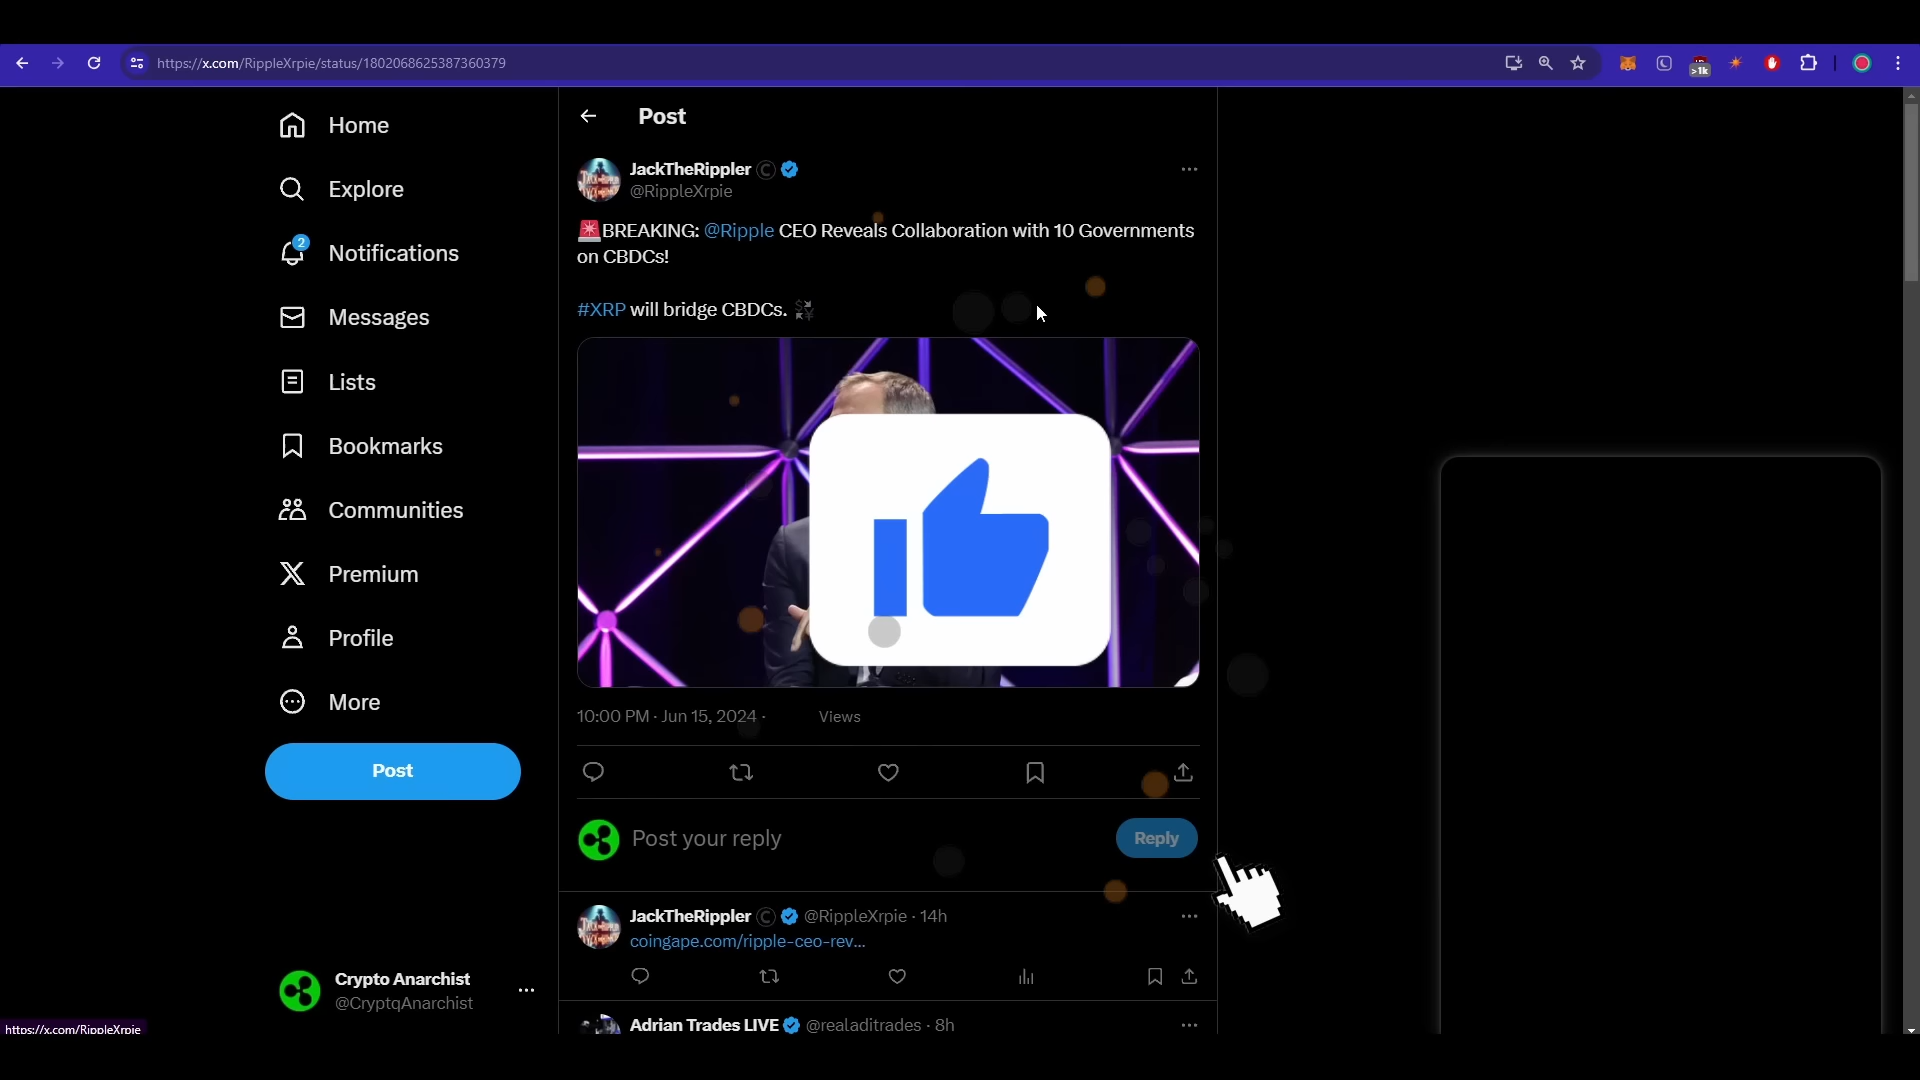 https://x.com/RippleXrpie/status/1802068625387360379
>1k
Home
Explore
2
Notifications
Messages
Lists
Bookmarks
Communities
Premium
Profile
More
Post
Crypto Anarchist
@CryptqAnarchist
https://x.com/RippleXrpie
Post
JackTheRippler ©
@RippleXrpie
🚨BREAKING: @Ripple CEO Reveals Collaboration with 10 Governments
on CBDCs!
#XRP will bridge CBDCs. 💱
10:00 PM · Jun 15, 2024 · Views
Post your reply
Reply
JackTheRippler © @RippleXrpie · 14h
coingape.com/ripple-ceo-rev...
Adrian Trades LIVE @realaditrades · 8h